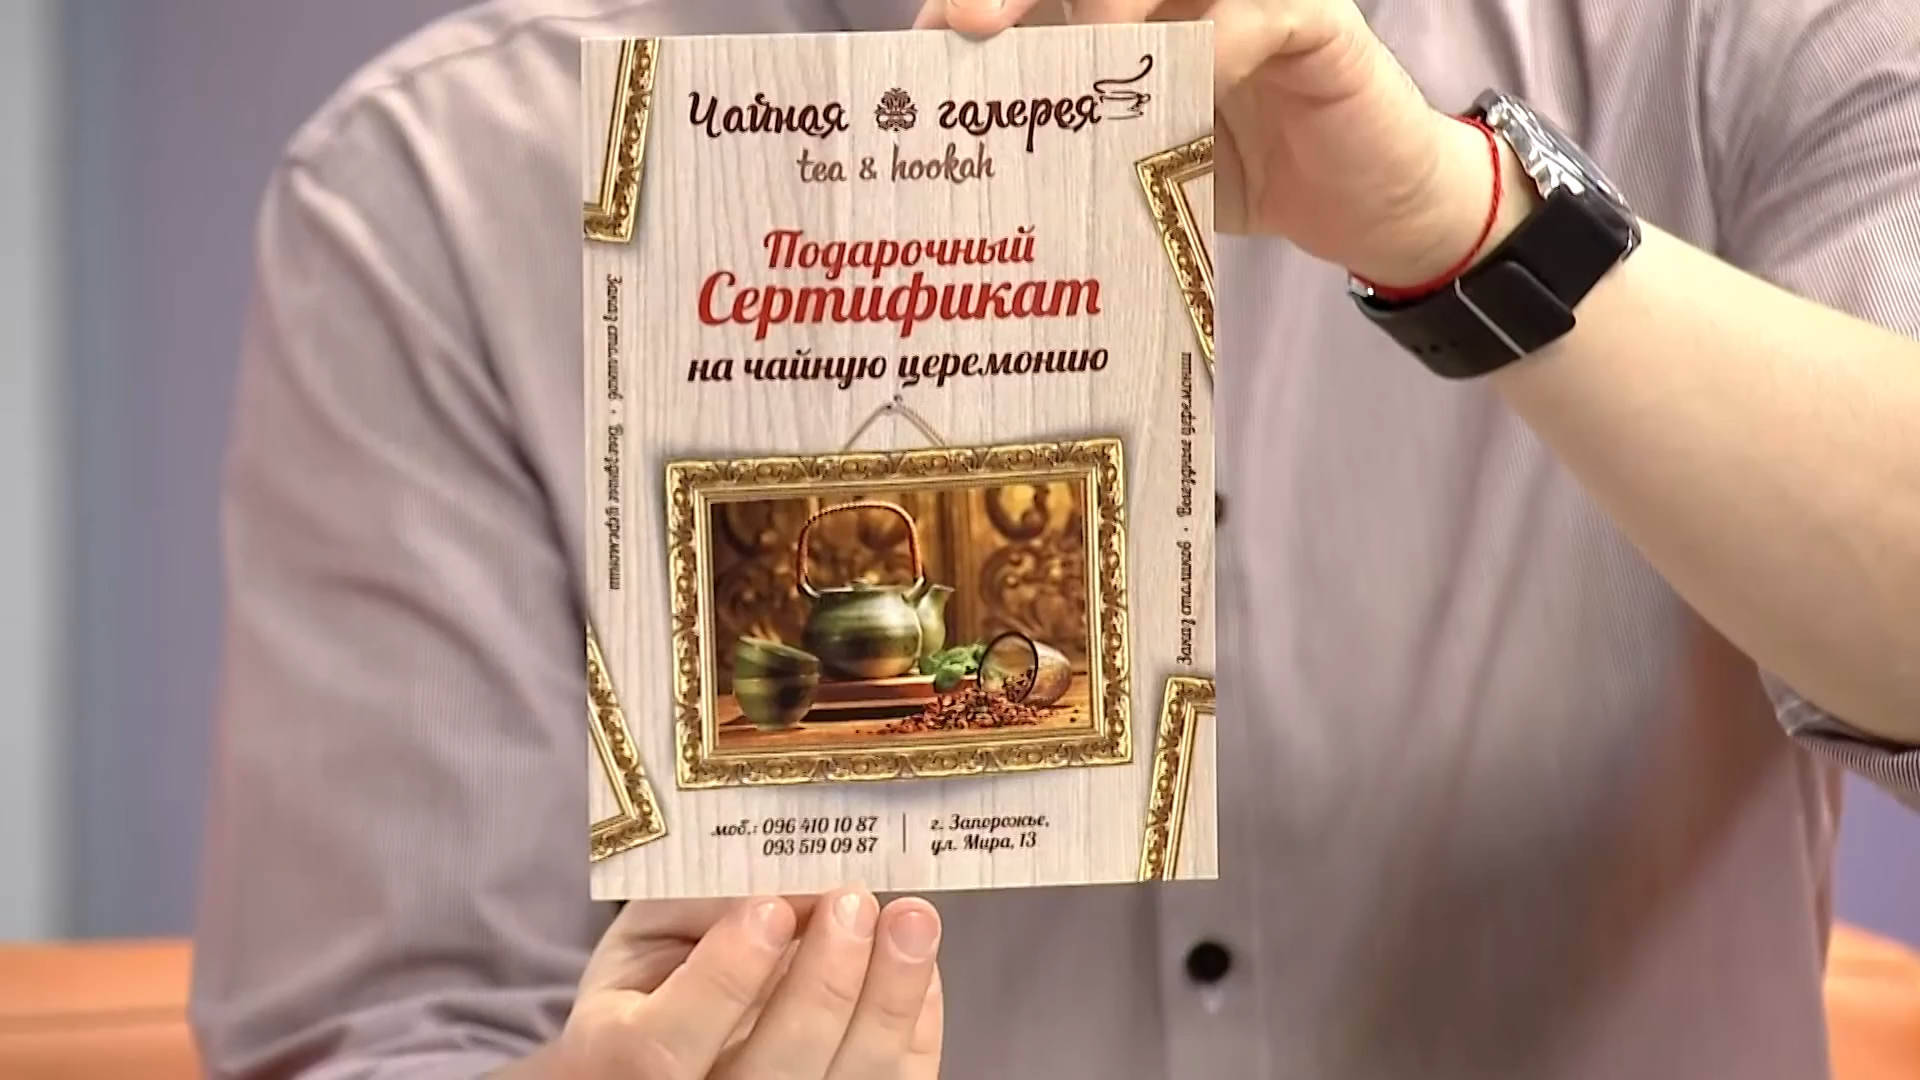 Чайная галерея
tea & hookah
Подарочный
Сертификат
на чайную церемонию
Заказ столиков · Выездные церемонии
Заказ столиков · Выездные церемонии
моб.: 096 410 10 87
093 519 09 87
г. Запорожье,
ул. Мира, 13